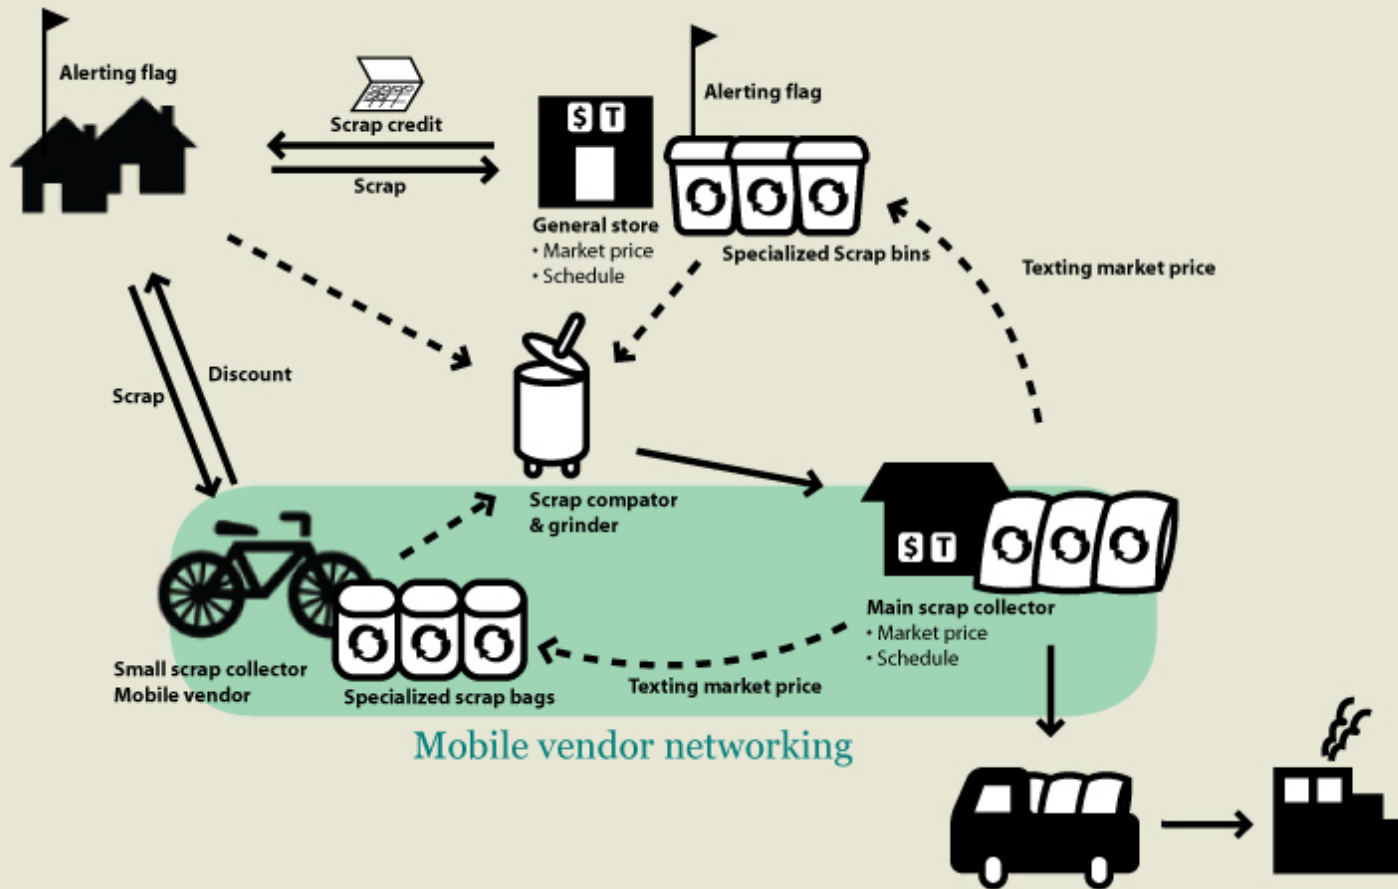 Alerting flag
Scrap credit
Scrap
$ T
General store
• Market price
• Schedule
Alerting flag
Specialized Scrap bins
Texting market price
Scrap
Discount
Scrap compator
& grinder
$ T
Main scrap collector
• Market price
• Schedule
Small scrap collector
Mobile vendor
Specialized scrap bags
Texting market price
Mobile vendor networking